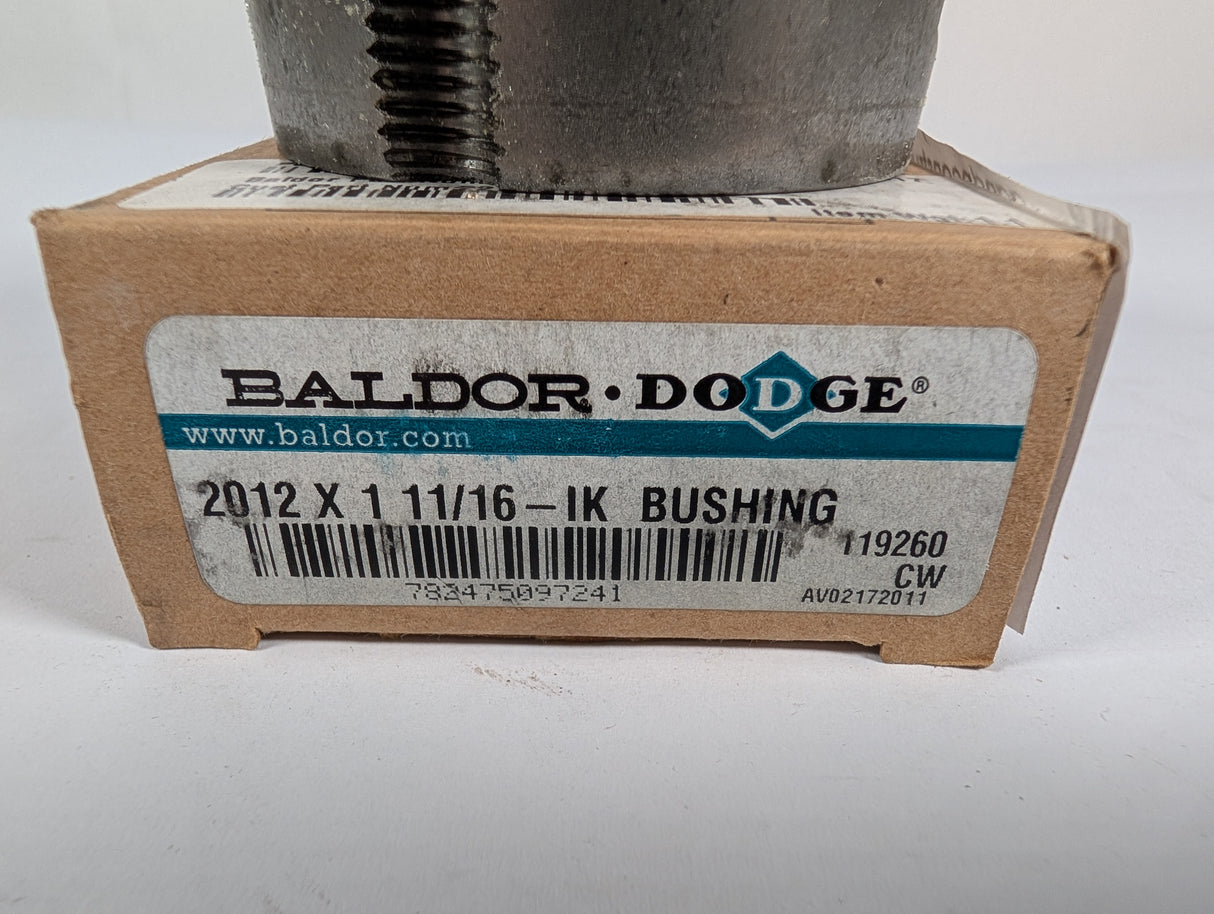 BALDOR • DODGE®
www.baldor.com
2012 X 1 11/16 – IK BUSHING
119260
CW
783475097241
AV02172011